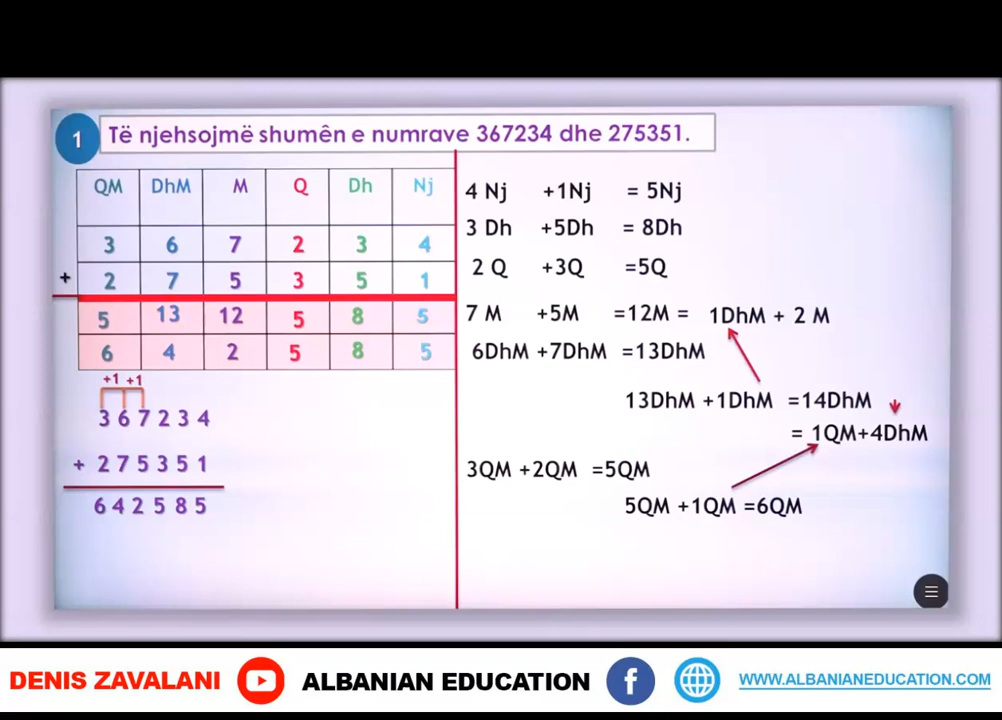 1 Të njehsojmë shumën e numrave 367234 dhe 275351.
QM DhM M Q Dh Nj
3 6 7 2 3 4
+ 2 7 5 3 5 1
5 13 12 5 8 5
6 4 2 5 8 5
+1 +1
3 6 7 2 3 4
+ 2 7 5 3 5 1
6 4 2 5 8 5
4 Nj +1Nj = 5Nj
3 Dh +5Dh = 8Dh
2 Q +3Q =5Q
7 M +5M =12M = 1DhM + 2 M
6DhM +7DhM =13DhM
13DhM +1DhM =14DhM
= 1QM+4DhM
3QM +2QM =5QM
5QM +1QM =6QM
DENIS ZAVALANI ALBANIAN EDUCATION f WWW.ALBANIANEDUCATION.COM